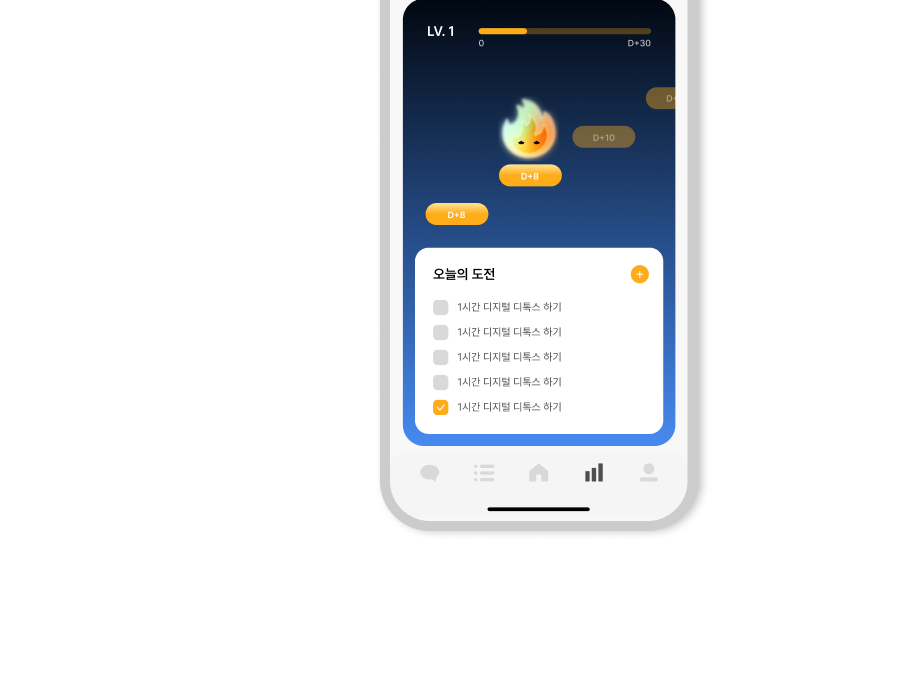 LV. 1
0
D+30
D+10
D+8
D+8
오늘의 도전
1시간 디지털 디톡스 하기
1시간 디지털 디톡스 하기
1시간 디지털 디톡스 하기
1시간 디지털 디톡스 하기
1시간 디지털 디톡스 하기